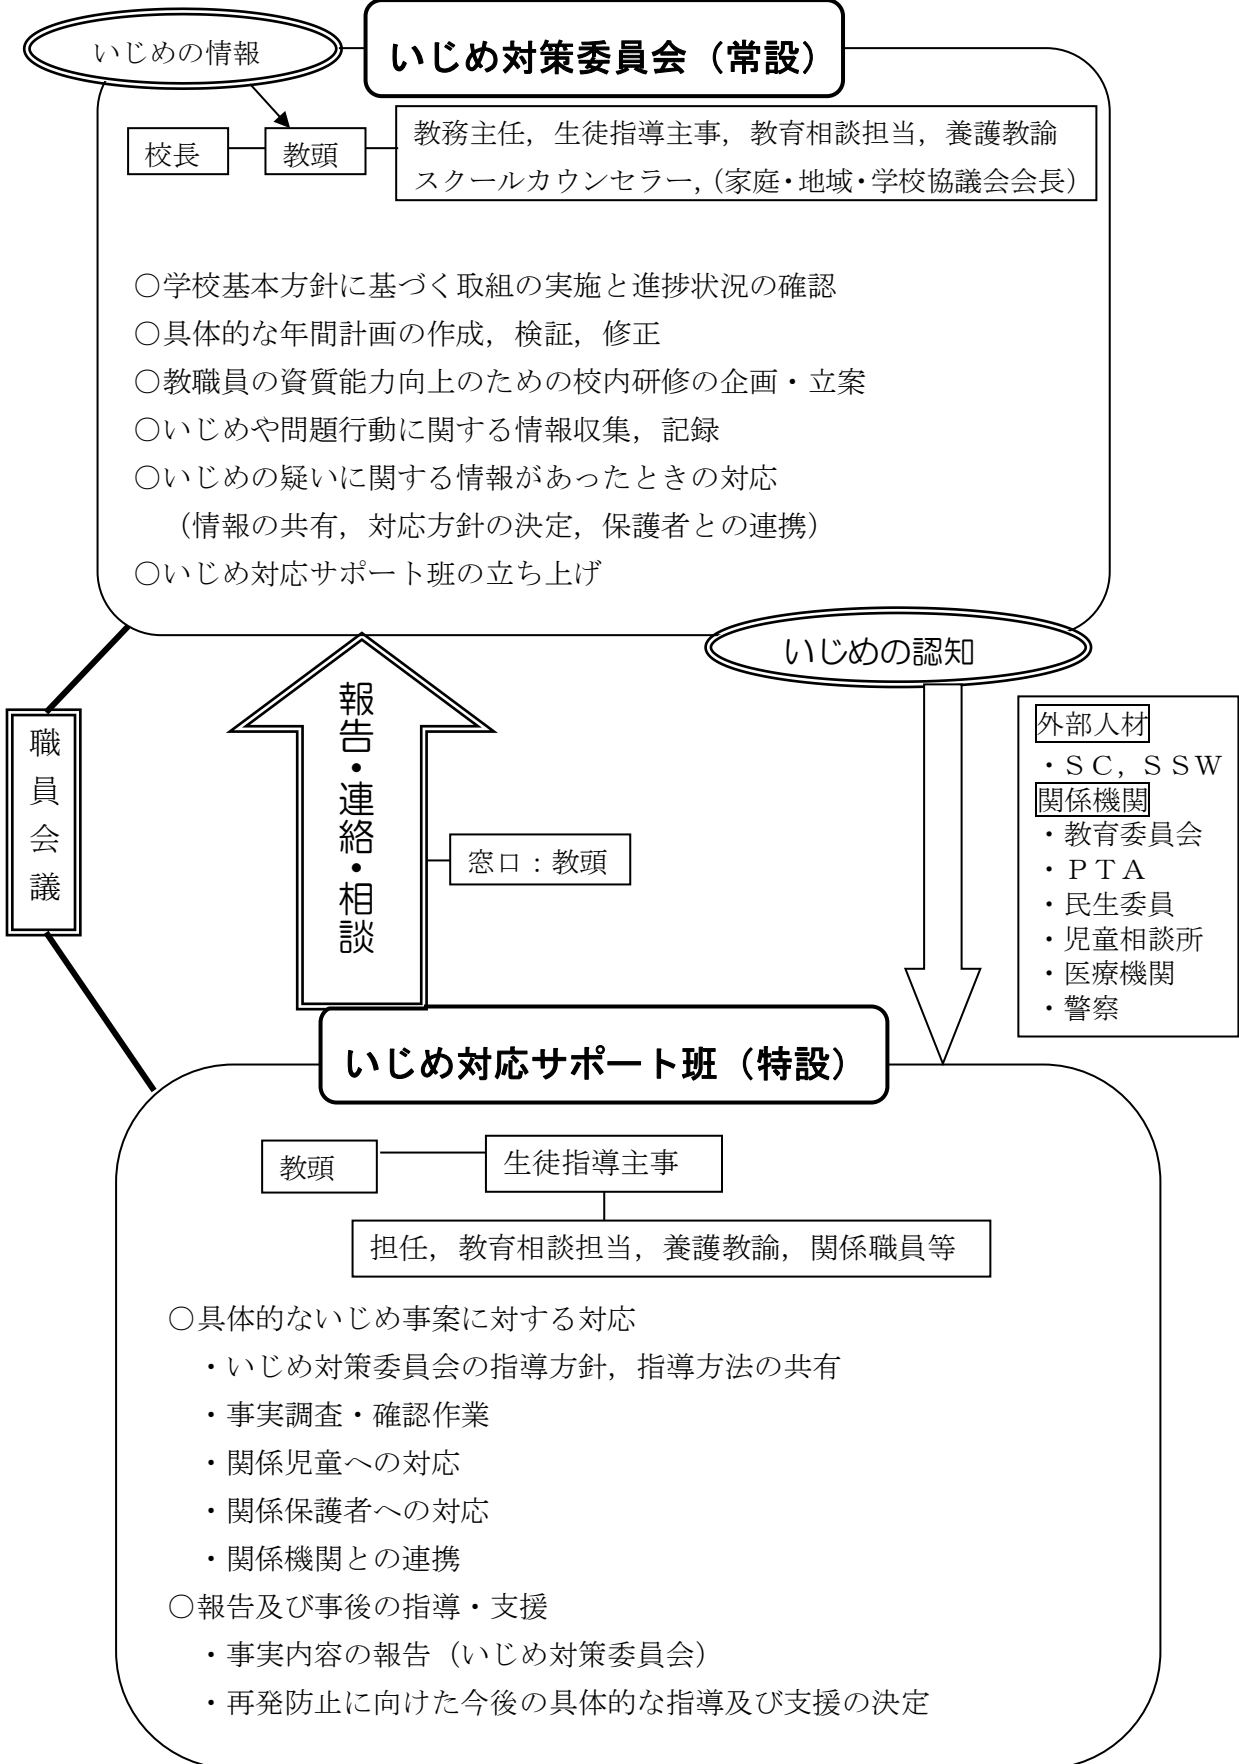 いじめの情報
いじめ対策委員会（常設）
校長
教頭
教務主任，生徒指導主事，教育相談担当，養護教諭
スクールカウンセラー，（家庭・地域・学校協議会会長）
○学校基本方針に基づく取組の実施と進捗状況の確認
○具体的な年間計画の作成，検証，修正
○教職員の資質能力向上のための校内研修の企画・立案
○いじめや問題行動に関する情報収集，記録
○いじめの疑いに関する情報があったときの対応
（情報の共有，対応方針の決定，保護者との連携）
○いじめ対応サポート班の立ち上げ
いじめの認知
職員会議
報告・連絡・相談
窓口：教頭
外部人材
・ＳＣ，ＳＳＷ
関係機関
・教育委員会
・ＰＴＡ
・民生委員
・児童相談所
・医療機関
・警察
いじめ対応サポート班（特設）
教頭
生徒指導主事
担任，教育相談担当，養護教諭，関係職員等
○具体的ないじめ事案に対する対応
・いじめ対策委員会の指導方針，指導方法の共有
・事実調査・確認作業
・関係児童への対応
・関係保護者への対応
・関係機関との連携
○報告及び事後の指導・支援
・事実内容の報告（いじめ対策委員会）
・再発防止に向けた今後の具体的な指導及び支援の決定